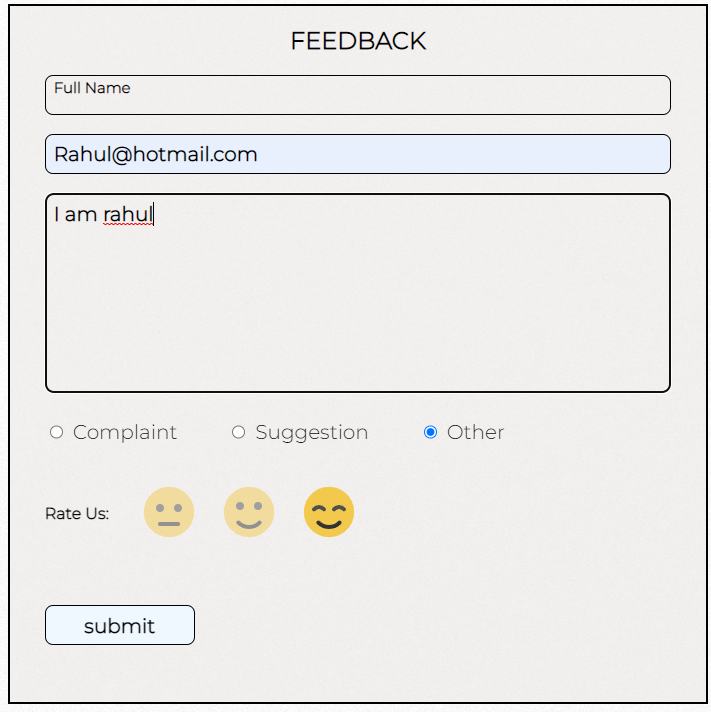 FEEDBACK
Full Name
Rahul@hotmail.com
I am rahul
Complaint Suggestion Other
Rate Us:
submit